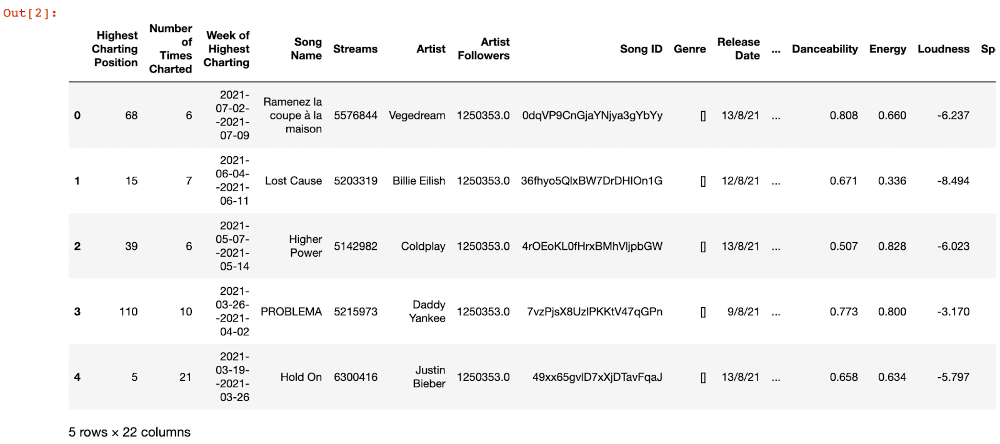 Out[2]:
Highest Charting Position Number of Times Charted Week of Highest Charting Song Name Streams Artist Artist Followers Song ID Genre Release Date ... Danceability Energy Loudness Sp
0 68 6 2021-07-02--2021-07-09 Ramenez la coupe à la maison 5576844 Vegedream 1250353.0 0dqVP9CnGjaYNjya3gYbYy [] 13/8/21 ... 0.808 0.660 -6.237
1 15 7 2021-06-04--2021-06-11 Lost Cause 5203319 Billie Eilish 1250353.0 36fhyo5QlxBW7DrDHIOn1G [] 12/8/21 ... 0.671 0.336 -8.494
2 39 6 2021-05-07--2021-05-14 Higher Power 5142982 Coldplay 1250353.0 4rOEoKL0fHrxBMhVljpbGW [] 13/8/21 ... 0.507 0.828 -6.023
3 110 10 2021-03-26--2021-04-02 PROBLEMA 5215973 Daddy Yankee 1250353.0 7vzPjsX8UzlPKKtV47qGPn [] 9/8/21 ... 0.773 0.800 -3.170
4 5 21 2021-03-19--2021-03-26 Hold On 6300416 Justin Bieber 1250353.0 49xx65gvlD7xXjDTavFqaJ [] 13/8/21 ... 0.658 0.634 -5.797
5 rows × 22 columns